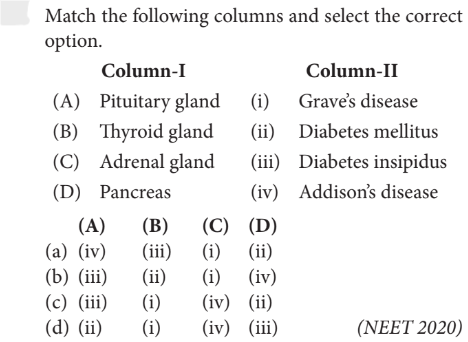 Match the following columns and select the correct
option.
Column-I Column-II
(A) Pituitary gland (i) Grave's disease
(B) Thyroid gland (ii) Diabetes mellitus
(C) Adrenal gland (iii) Diabetes insipidus
(D) Pancreas (iv) Addison's disease
(A) (B) (C) (D)
(a) (iv) (iii) (i) (ii)
(b) (iii) (ii) (i) (iv)
(c) (iii) (i) (iv) (ii)
(d) (ii) (i) (iv) (iii) (NEET 2020)